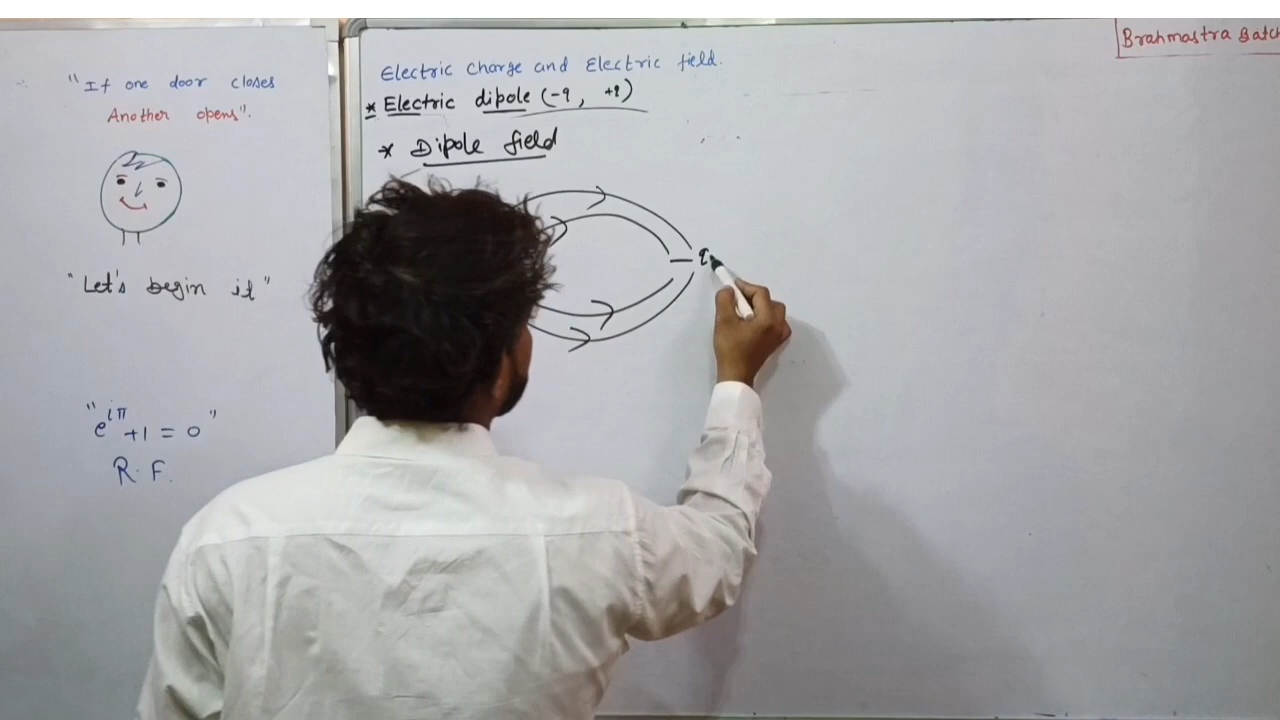 "If one door closes
Another opens".
"Let's begin it"
"e^iπ +1 = 0"
R. F.
Brahmastra Batch
Electric Charge and Electric field.
* Electric dipole (-q, +q)
* Dipole field
-q